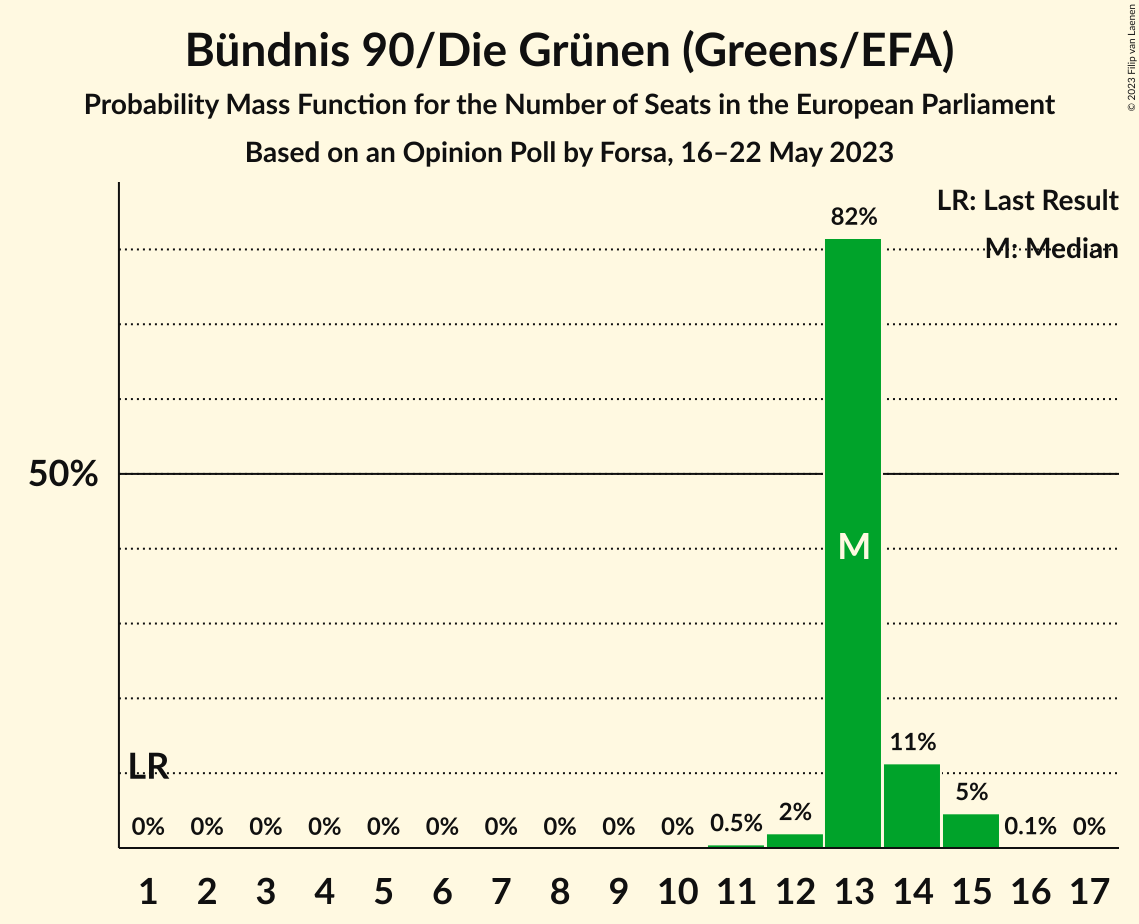 Bündnis 90/Die Grünen (Greens/EFA)
Probability Mass Function for the Number of Seats in the European Parliament
Based on an Opinion Poll by Forsa, 16–22 May 2023
© 2023 Filip van Laenen
LR: Last Result
M: Median
82%
50%
M
LR
11%
5%
0% 0% 0% 0% 0% 0% 0% 0% 0% 0% 0.5% 2% 0.1% 0%
1 2 3 4 5 6 7 8 9 10 11 12 13 14 15 16 17